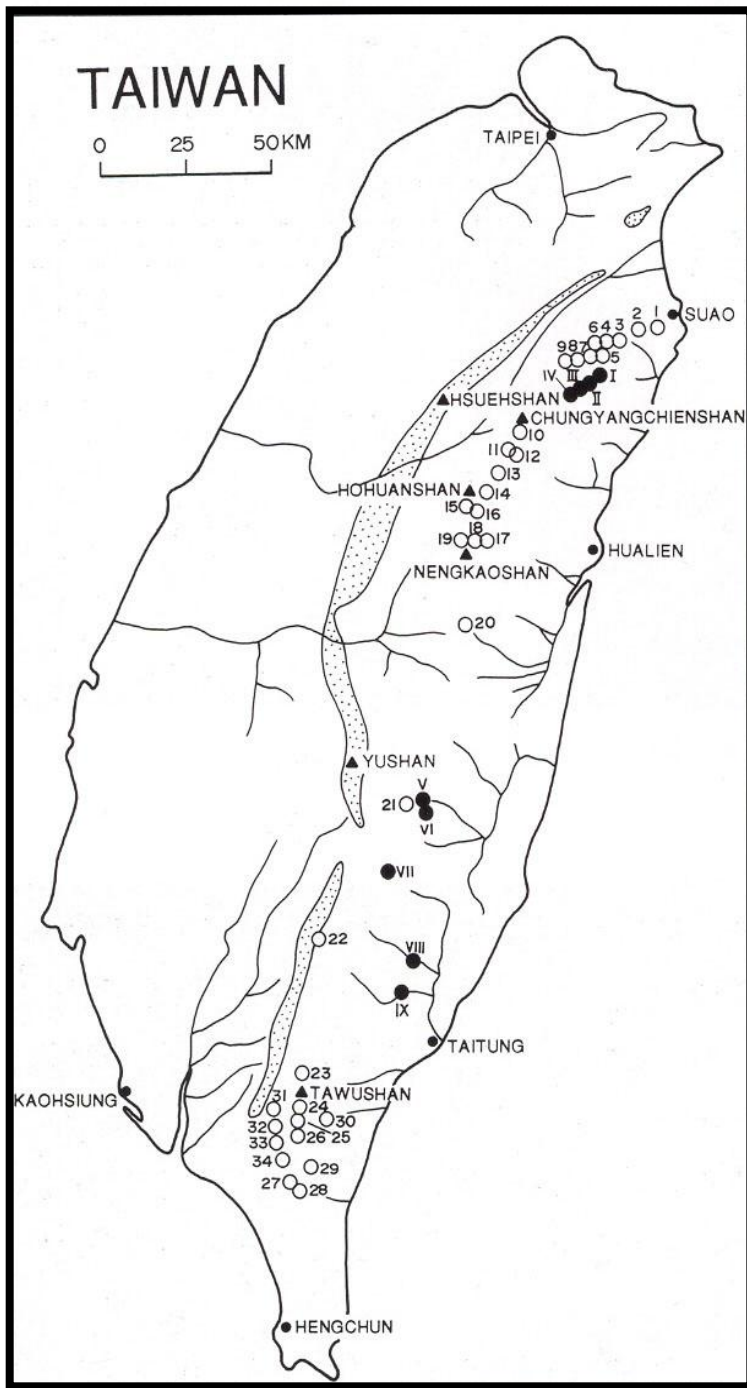 TAIWAN
0 25 50KM
TAIPEI
SUAO
6 4 3 2 1
9 8 7 5
IV III I
II
HSUEHSHAN
CHUNGYANGCHIENSHAN
10
11 12
13
HOHUANSHAN 14
15 16
18
19 17
NENGKAOSHAN
HUALIEN
20
YUSHAN
V
21
VI
VII
22
VIII
IX
TAITUNG
23
KAOHSIUNG
TAWUSHAN
31 24
30
32 25
33 26
34 29
27 28
HENGCHUN